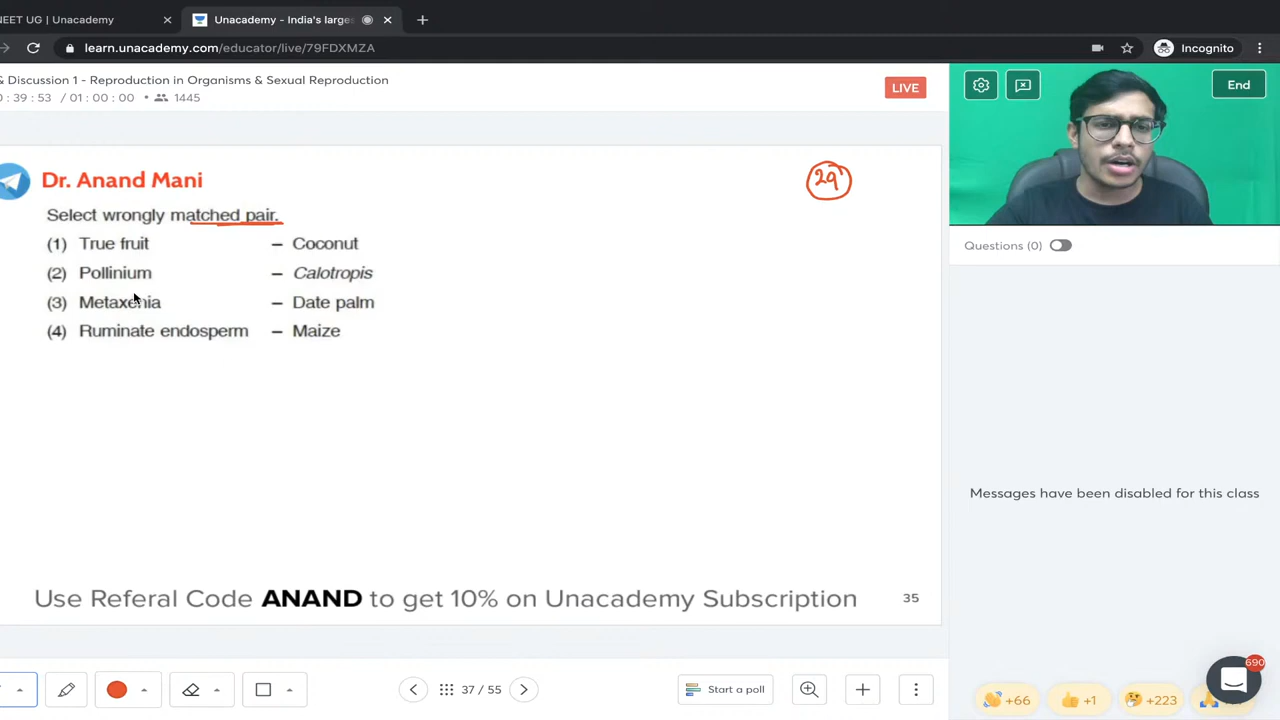 NEET UG | Unacademy
Unacademy - India's larges
learn.unacademy.com/educator/live/79FDXMZA
Incognito
& Discussion 1 - Reproduction in Organisms & Sexual Reproduction
: 39 : 53 / 01 : 00 : 00 • 1445
LIVE
End
Dr. Anand Mani
29
Select wrongly matched pair.
(1) True fruit – Coconut
(2) Pollinium – Calotropis
(3) Metaxenia – Date palm
(4) Ruminate endosperm – Maize
Questions (0)
Messages have been disabled for this class
Use Referal Code ANAND to get 10% on Unacademy Subscription
35
37 / 55
Start a poll
690
+66
+1
+223